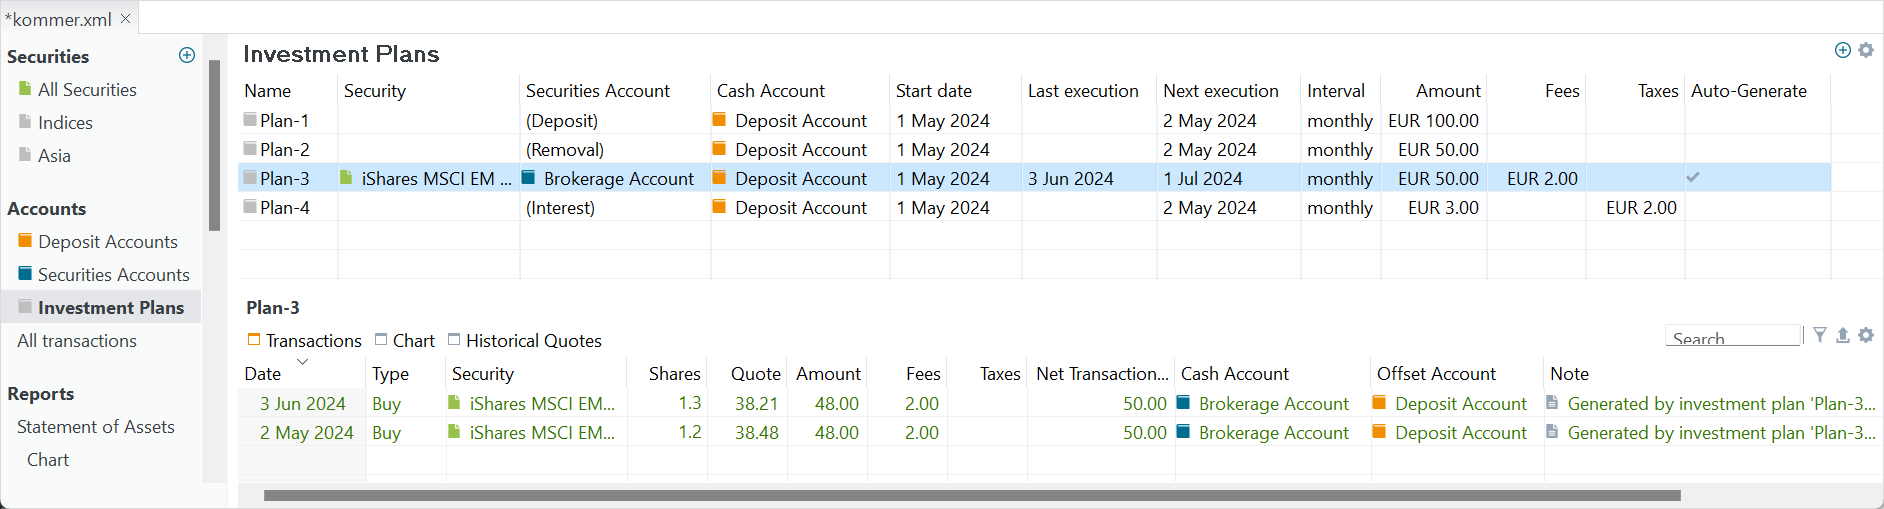 *kommer.xml
Securities
All Securities
Indices
Asia
Accounts
Deposit Accounts
Securities Accounts
Investment Plans
All transactions
Reports
Statement of Assets
Chart
Investment Plans
Name Security Securities Account Cash Account Start date Last execution Next execution Interval Amount Fees Taxes Auto-Generate
Plan-1 (Deposit) Deposit Account 1 May 2024 2 May 2024 monthly EUR 100.00
Plan-2 (Removal) Deposit Account 1 May 2024 2 May 2024 monthly EUR 50.00
Plan-3 iShares MSCI EM ... Brokerage Account Deposit Account 1 May 2024 3 Jun 2024 1 Jul 2024 monthly EUR 50.00 EUR 2.00
Plan-4 (Interest) Deposit Account 1 May 2024 2 May 2024 monthly EUR 3.00 EUR 2.00
Plan-3
Transactions Chart Historical Quotes Search
Date Type Security Shares Quote Amount Fees Taxes Net Transaction... Cash Account Offset Account Note
3 Jun 2024 Buy iShares MSCI EM... 1.3 38.21 48.00 2.00 50.00 Brokerage Account Deposit Account Generated by investment plan 'Plan-3...
2 May 2024 Buy iShares MSCI EM... 1.2 38.48 48.00 2.00 50.00 Brokerage Account Deposit Account Generated by investment plan 'Plan-3...